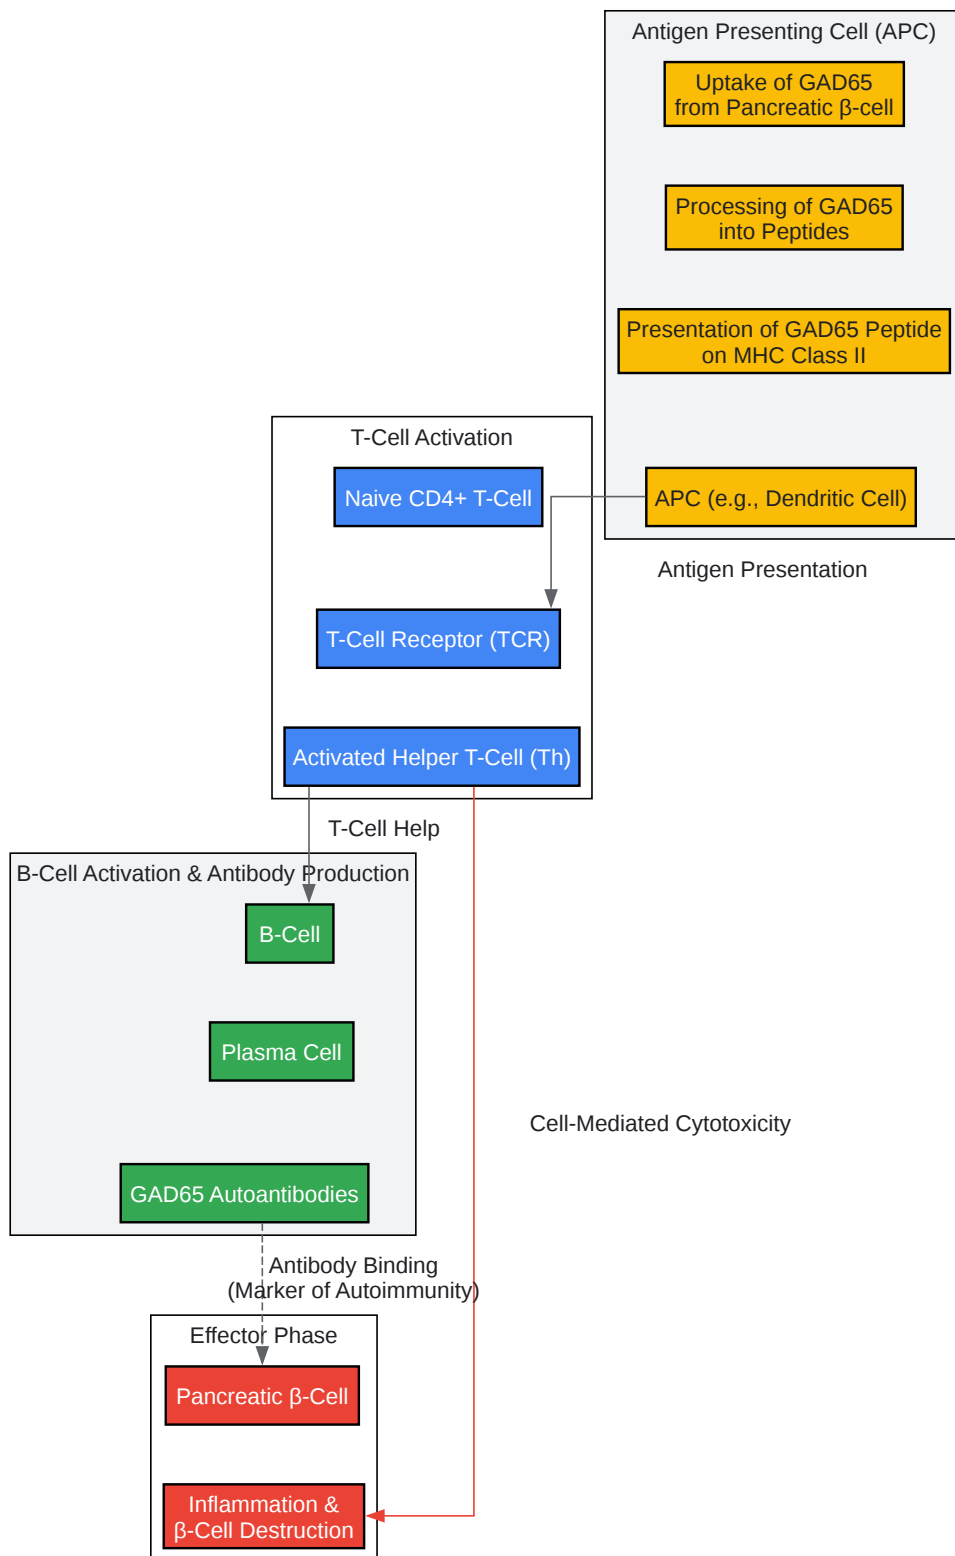 Antigen Presenting Cell (APC)
Uptake of GAD65
from Pancreatic β-cell
Processing of GAD65
into Peptides
Presentation of GAD65 Peptide
on MHC Class II
APC (e.g., Dendritic Cell)
Antigen Presentation
T-Cell Activation
Naive CD4+ T-Cell
T-Cell Receptor (TCR)
Activated Helper T-Cell (Th)
T-Cell Help
B-Cell Activation & Antibody Production
B-Cell
Plasma Cell
GAD65 Autoantibodies
Cell-Mediated Cytotoxicity
Antibody Binding
(Marker of Autoimmunity)
Effector Phase
Pancreatic β-Cell
Inflammation &
β-Cell Destruction